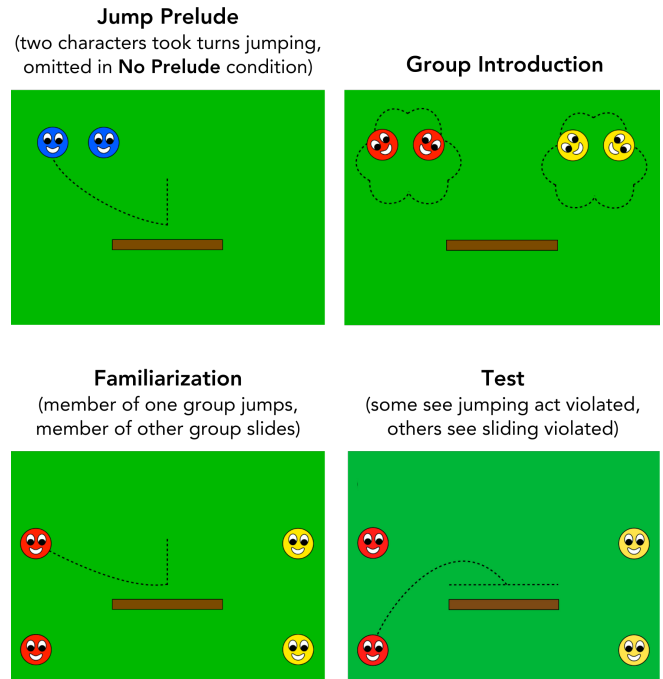 Jump Prelude
(two characters took turns jumping,
omitted in No Prelude condition)
Group Introduction
Familiarization
(member of one group jumps,
member of other group slides)
Test
(some see jumping act violated,
others see sliding violated)